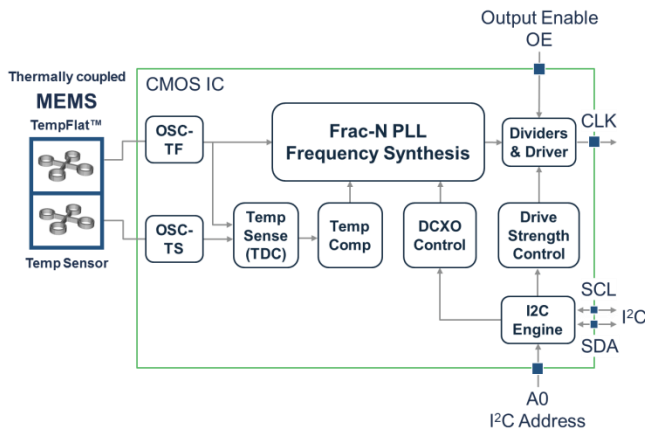 Output Enable
OE
Thermally coupled
MEMS
TempFlat™
CMOS IC
CLK
OSC-
TF
Frac-N PLL
Frequency Synthesis
Dividers
& Driver
OSC-
TS
Temp
Sense
(TDC)
Temp
Comp
DCXO
Control
Drive
Strength
Control
Temp Sensor
I2C
Engine
SCL
I²C
SDA
A0
I²C Address